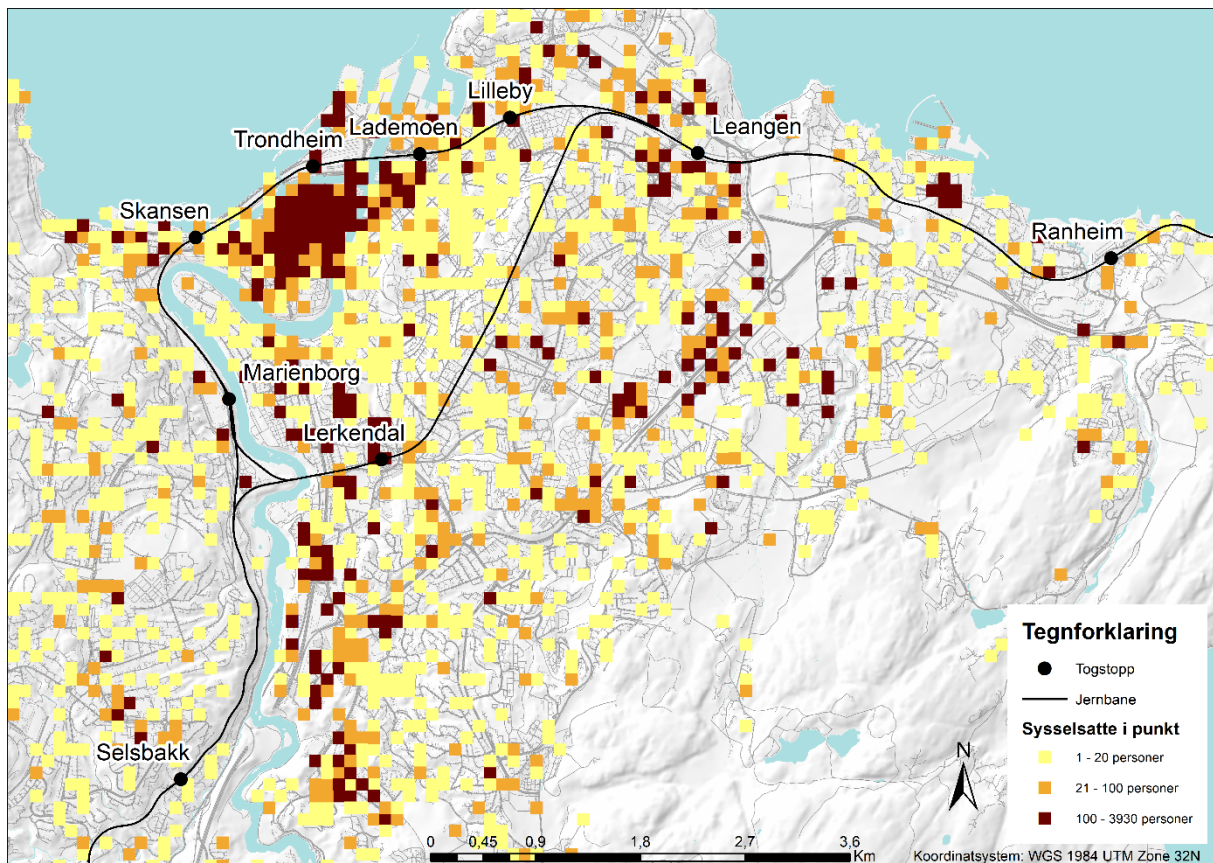 Lilleby
Lademoen
Trondheim
Leangen
Skansen
Ranheim
Marienborg
Lerkendal
Selsbakk
Tegnforklaring
Togstopp
Jernbane
Sysselsatte i punkt
1 - 20 personer
21 - 100 personer
100 - 3930 personer
N
0 0,45 0,9 1,8 2,7 3,6
Km
Koordinatsystem: WGS 1984 UTM Zone 32N